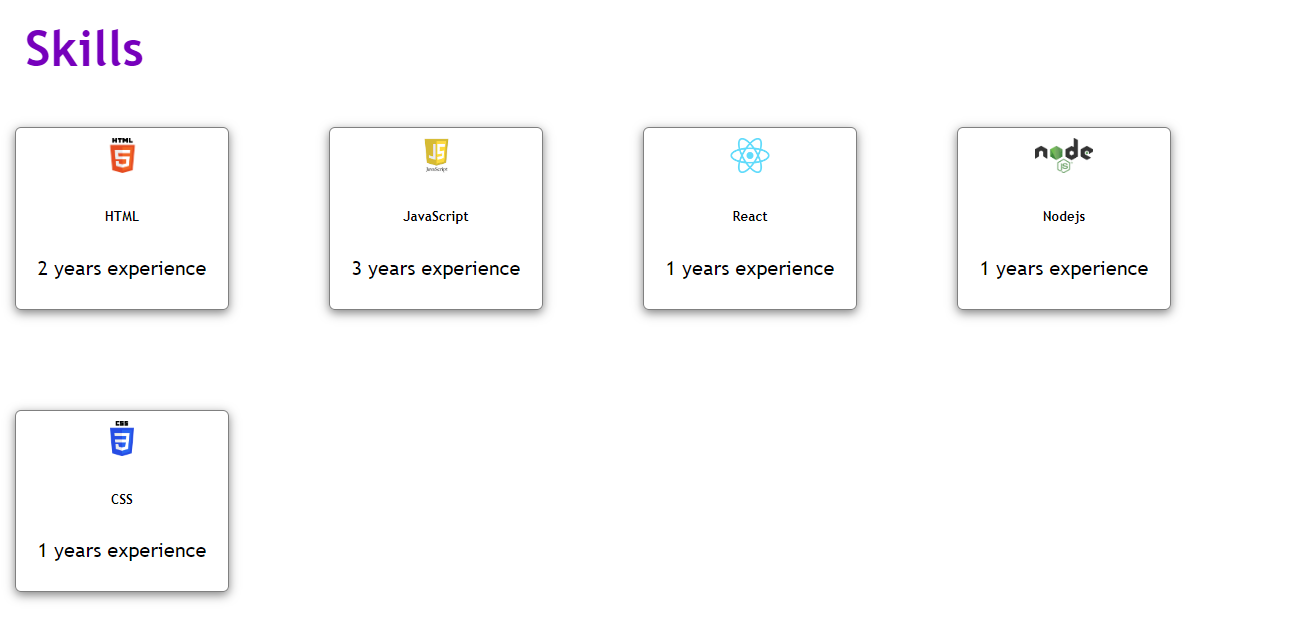 Skills
HTML
5
HTML
2 years experience
JS
JavaScript
JavaScript
3 years experience
React
1 years experience
node
JS
Nodejs
1 years experience
CSS
3
CSS
1 years experience